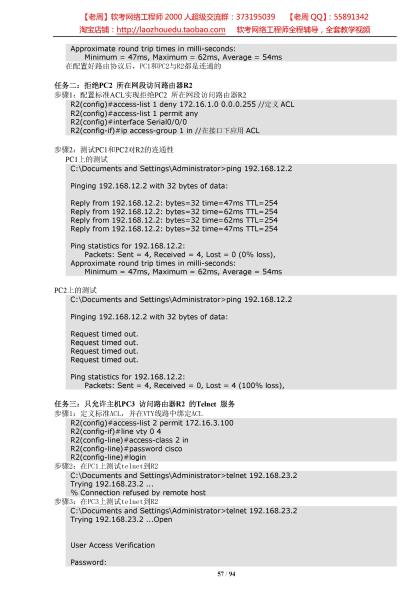 【老周】软考网络工程师 2000 人超级交流群：373195039 【老周 QQ】：55891342
淘宝店铺：http://laozhouedu.taobao.com 软考网络工程师全程辅导，全套教学视频
Approximate round trip times in milli-seconds:
Minimum = 47ms, Maximum = 62ms, Average = 54ms
在配置好路由协议后，PC1和PC2与R2都是连通的
任务二：拒绝PC2 所在网段访问路由器R2
步骤1：配置标准ACL实现拒绝PC2 所在网段访问路由器R2
R2(config)#access-list 1 deny 172.16.1.0 0.0.0.255 //定义 ACL
R2(config)#access-list 1 permit any
R2(config)#interface Serial0/0/0
R2(config-if)#ip access-group 1 in //在接口下应用 ACL
步骤2：测试PC1和PC2对R2的连通性
PC1上的测试
C:\Documents and Settings\Administrator>ping 192.168.12.2
Pinging 192.168.12.2 with 32 bytes of data:
Reply from 192.168.12.2: bytes=32 time=47ms TTL=254
Reply from 192.168.12.2: bytes=32 time=62ms TTL=254
Reply from 192.168.12.2: bytes=32 time=62ms TTL=254
Reply from 192.168.12.2: bytes=32 time=47ms TTL=254
Ping statistics for 192.168.12.2:
Packets: Sent = 4, Received = 4, Lost = 0 (0% loss),
Approximate round trip times in milli-seconds:
Minimum = 47ms, Maximum = 62ms, Average = 54ms
PC2上的测试
C:\Documents and Settings\Administrator>ping 192.168.12.2
Pinging 192.168.12.2 with 32 bytes of data:
Request timed out.
Request timed out.
Request timed out.
Request timed out.
Ping statistics for 192.168.12.2:
Packets: Sent = 4, Received = 0, Lost = 4 (100% loss),
任务三：只允许主机PC3 访问路由器R2 的Telnet 服务
步骤1：定义标准ACL，并在VTY线路中绑定ACL
R2(config)#access-list 2 permit 172.16.3.100
R2(config-if)#line vty 0 4
R2(config-line)#access-class 2 in
R2(config-line)#password cisco
R2(config-line)#login
步骤2：在PC1上测试telnet到R2
C:\Documents and Settings\Administrator>telnet 192.168.23.2
Trying 192.168.23.2 ...
% Connection refused by remote host
步骤3：在PC3上测试telnet到R2
C:\Documents and Settings\Administrator>telnet 192.168.23.2
Trying 192.168.23.2 ...Open
User Access Verification
Password:
57 / 94